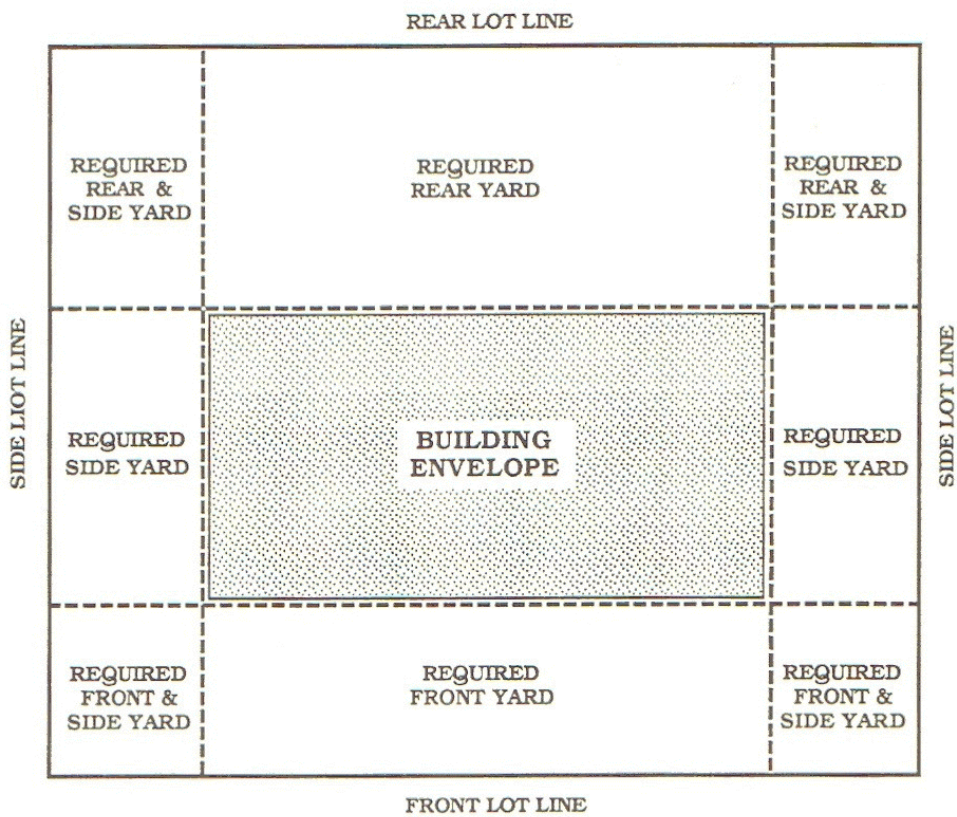 REAR LOT LINE
REQUIRED
REAR &
SIDE YARD
REQUIRED
REAR YARD
REQUIRED
REAR &
SIDE YARD
SIDE LIOT LINE
REQUIRED
SIDE YARD
BUILDING
ENVELOPE
REQUIRED
SIDE YARD
SIDE LOT LINE
REQUIRED
FRONT &
SIDE YARD
REQUIRED
FRONT YARD
REQUIRED
FRONT &
SIDE YARD
FRONT LOT LINE